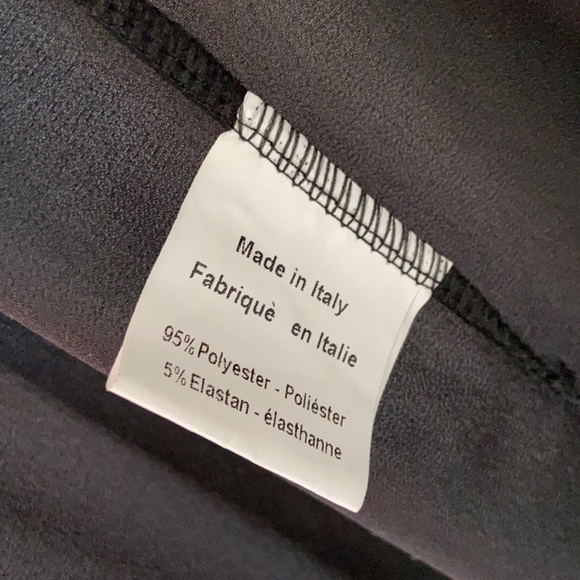 Made in Italy
Fabriquè en Italie
95% Polyester - Poliéster
5% Elastan - élasthanne